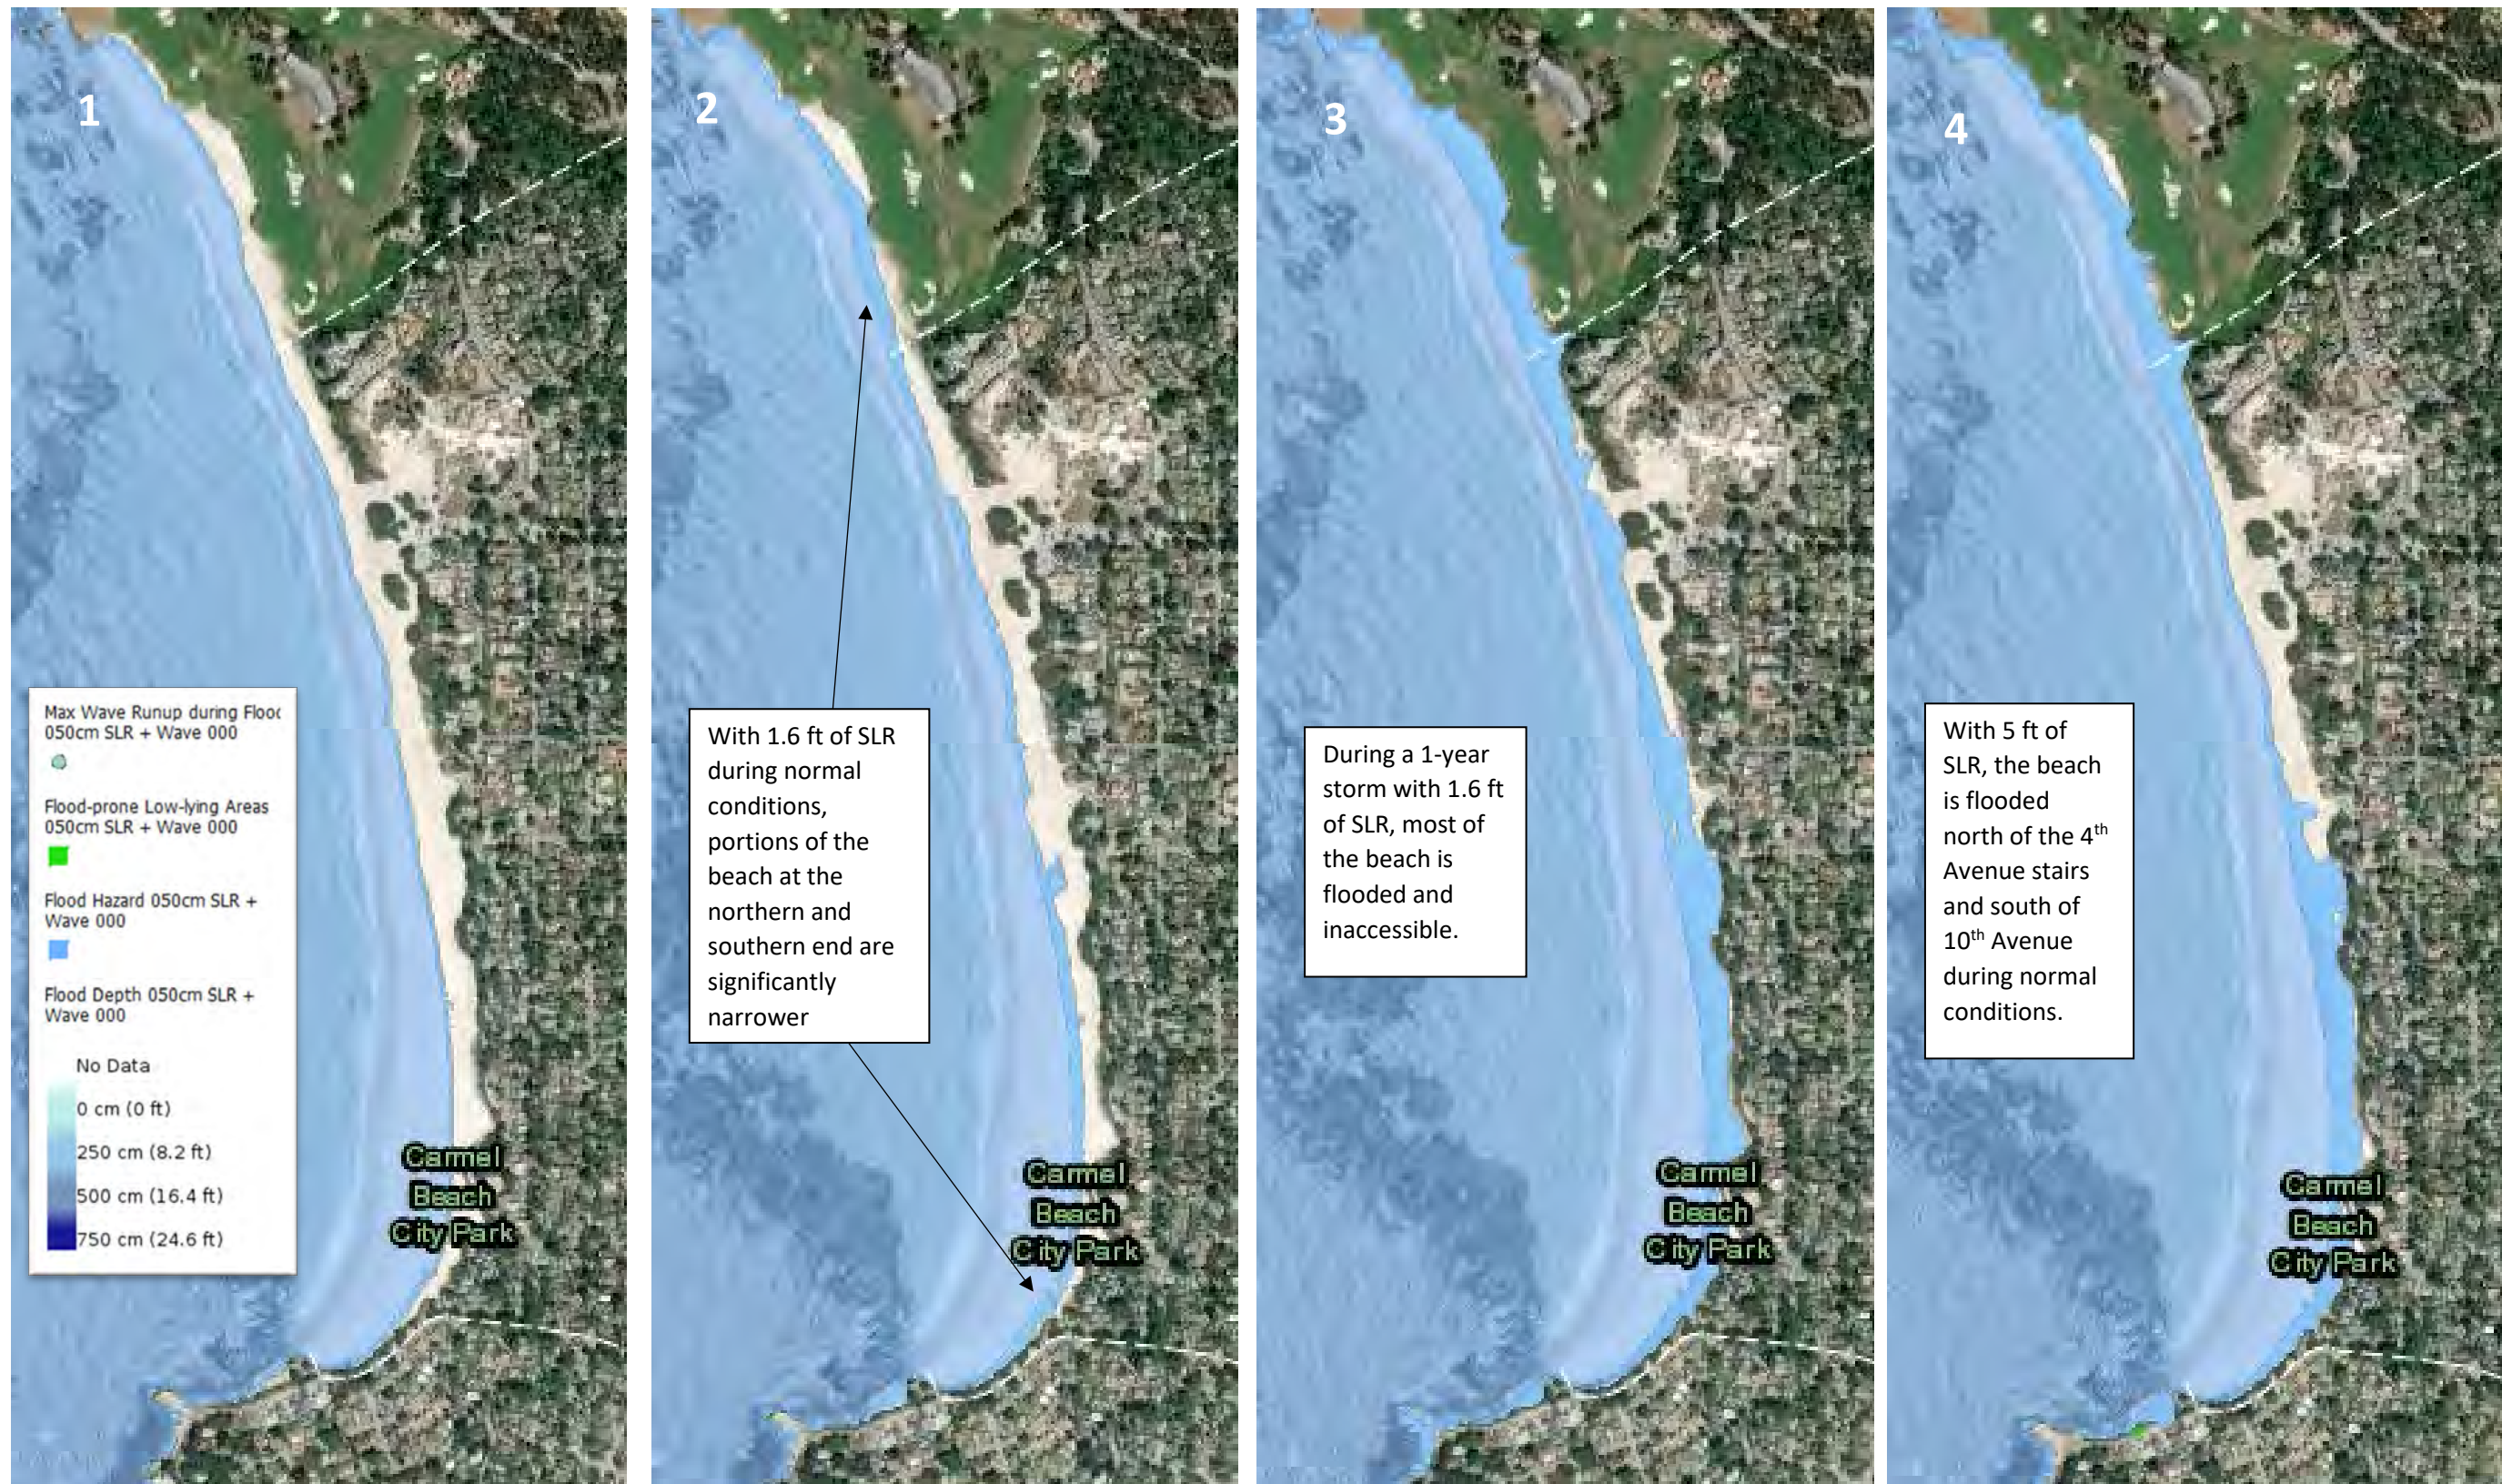 1
Max Wave Runup during Flood
050cm SLR + Wave 000
Flood-prone Low-lying Areas
050cm SLR + Wave 000
Flood Hazard 050cm SLR +
Wave 000
Flood Depth 050cm SLR +
Wave 000
No Data
0 cm (0 ft)
250 cm (8.2 ft)
500 cm (16.4 ft)
750 cm (24.6 ft)
Carmel
Beach
City Park
2
With 1.6 ft of SLR
during normal
conditions,
portions of the
beach at the
northern and
southern end are
significantly
narrower
Carmel
Beach
City Park
3
During a 1-year
storm with 1.6 ft
of SLR, most of
the beach is
flooded and
inaccessible.
Carmel
Beach
City Park
4
With 5 ft of
SLR, the beach
is flooded
north of the 4th
Avenue stairs
and south of
10th Avenue
during normal
conditions.
Carmel
Beach
City Park